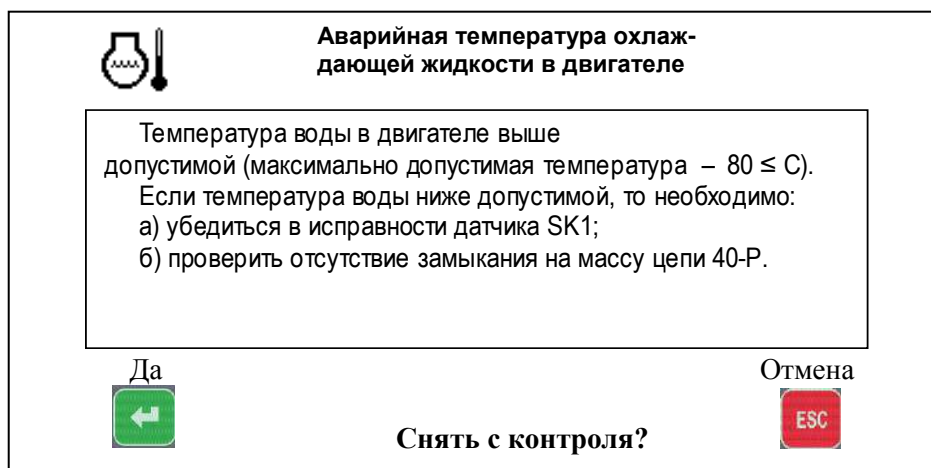 Аварийная температура охлаж-
дающей жидкости в двигателе
Температура воды в двигателе выше
допустимой (максимально допустимая температура – 80 ≤ С).
Если температура воды ниже допустимой, то необходимо:
а) убедиться в исправности датчика SK1;
б) проверить отсутствие замыкания на массу цепи 40-Р.
Да
Отмена
ESC
Снять с контроля?